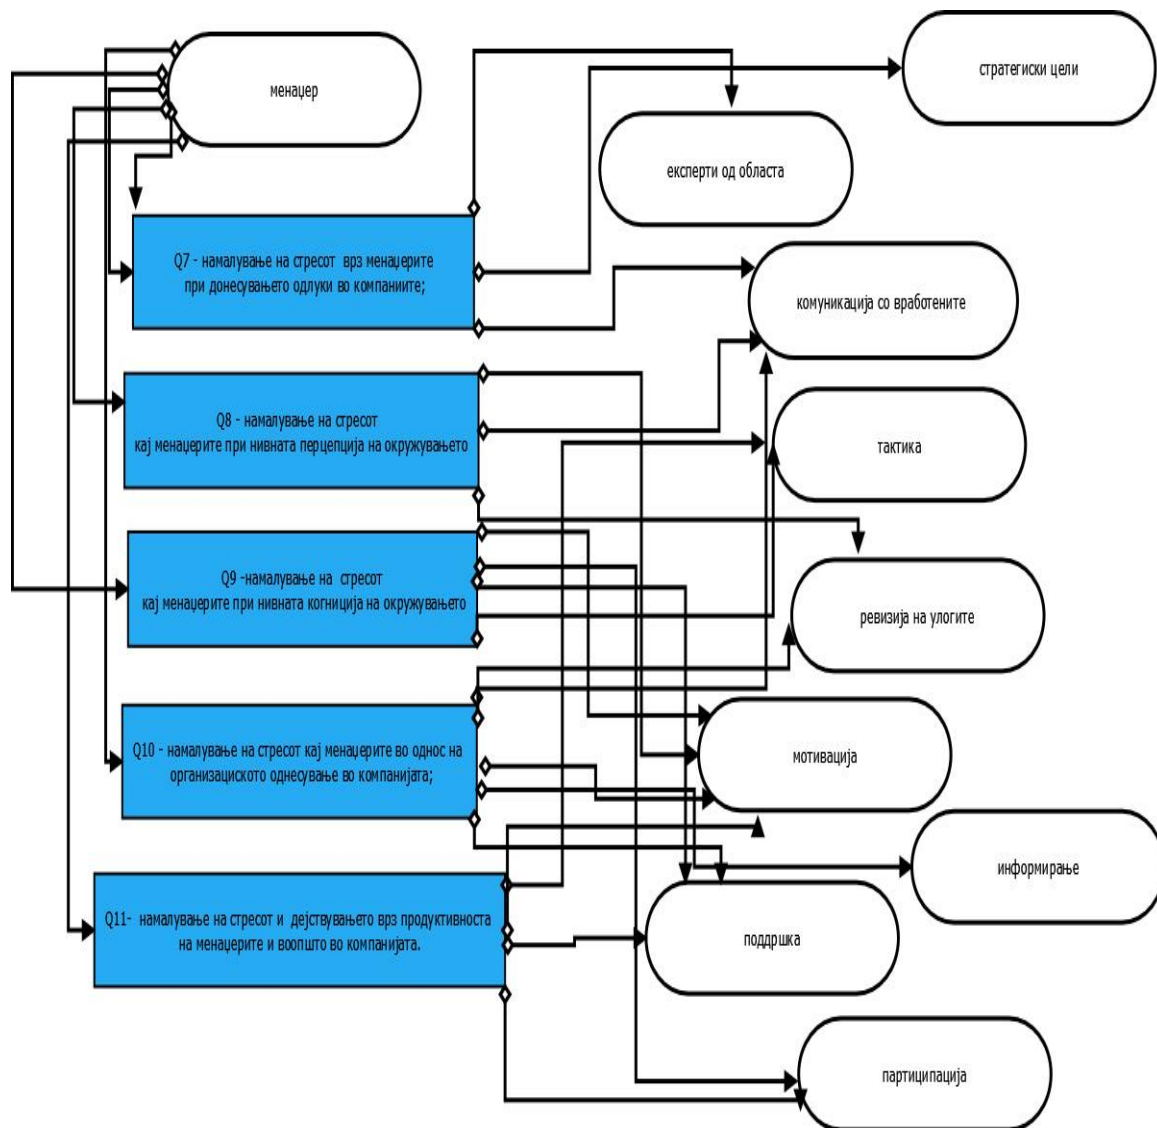 менаџер
стратегиски цели
експерти од областа
Q7 - намалување на стресот врз менаџерите
при донесувањето одлуки во компаниите;
комуникација со вработените
Q8 - намалување на стресот
кај менаџерите при нивната перцепција на окружувањето
тактика
Q9 -намалување на стресот
кај менаџерите при нивната когниција на окружувањето
ревизија на улогите
Q10 - намалување на стресот кај менаџерите во однос на
организациското однесување во компанијата;
мотивација
информирање
Q11- намалување на стресот и дејствувањето врз продуктивноста
на менаџерите и воопшто во компанијата.
поддршка
партиципација